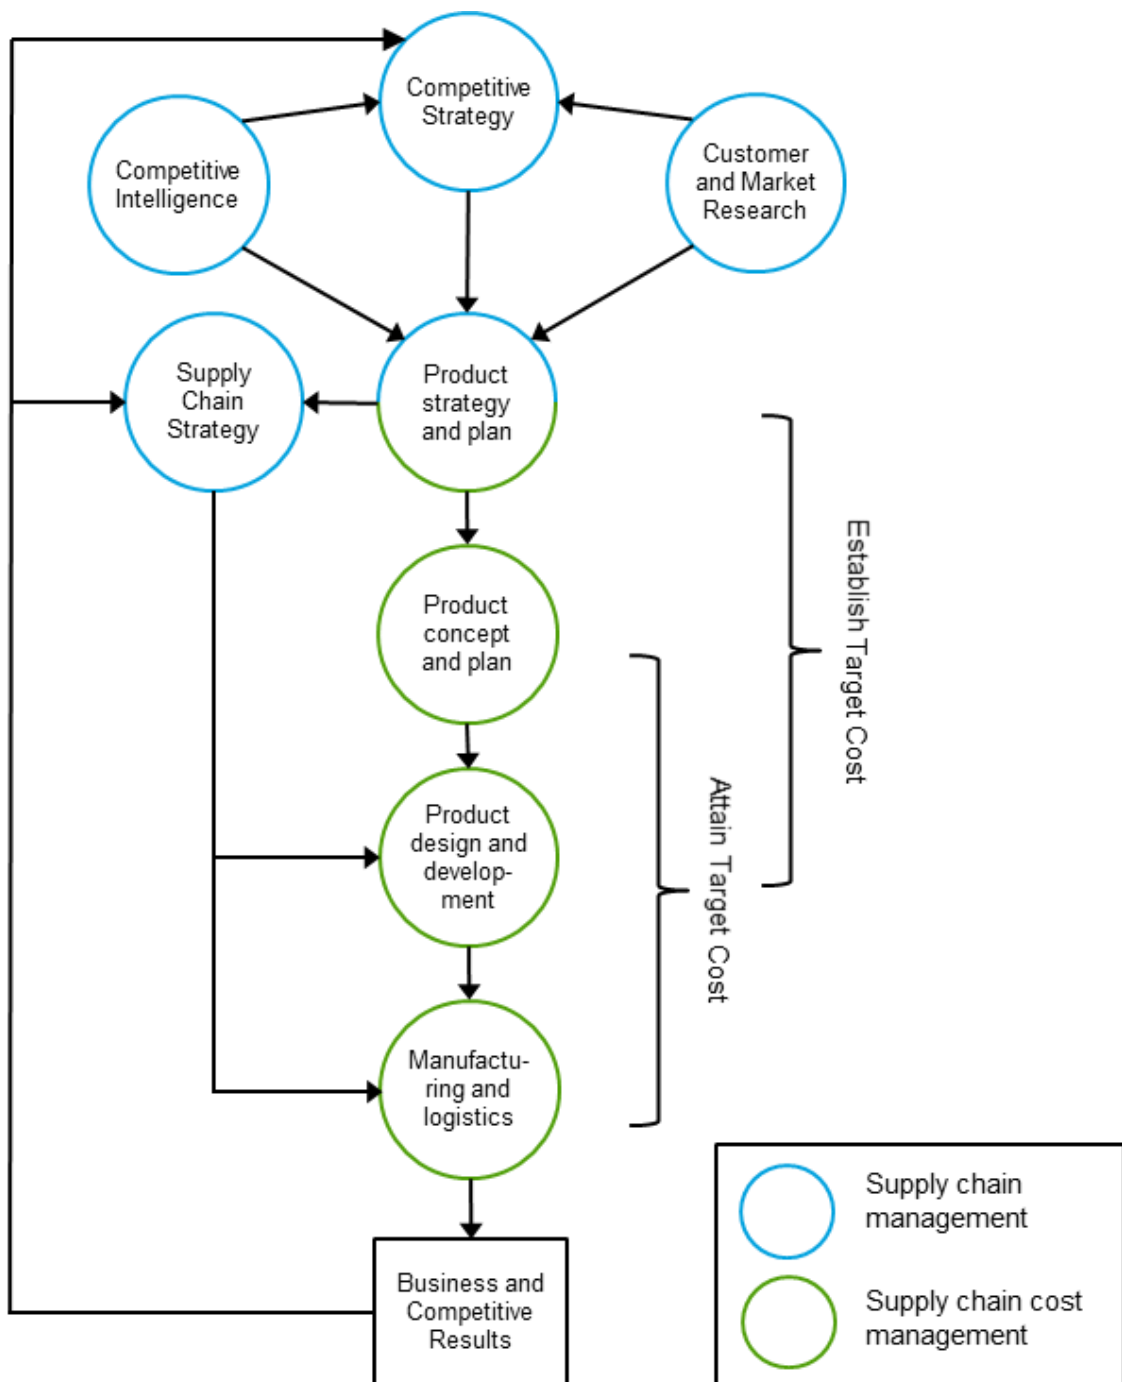 Competitive
Strategy
Competitive
Intelligence
Customer
and Market
Research
Supply
Chain
Strategy
Product
strategy
and plan
Product
concept
and plan
Product
design and
develop-
ment
Manufactu-
ring and
logistics
Business and
Competitive
Results
Establish Target Cost
Attain Target Cost
Supply chain
management
Supply chain cost
management